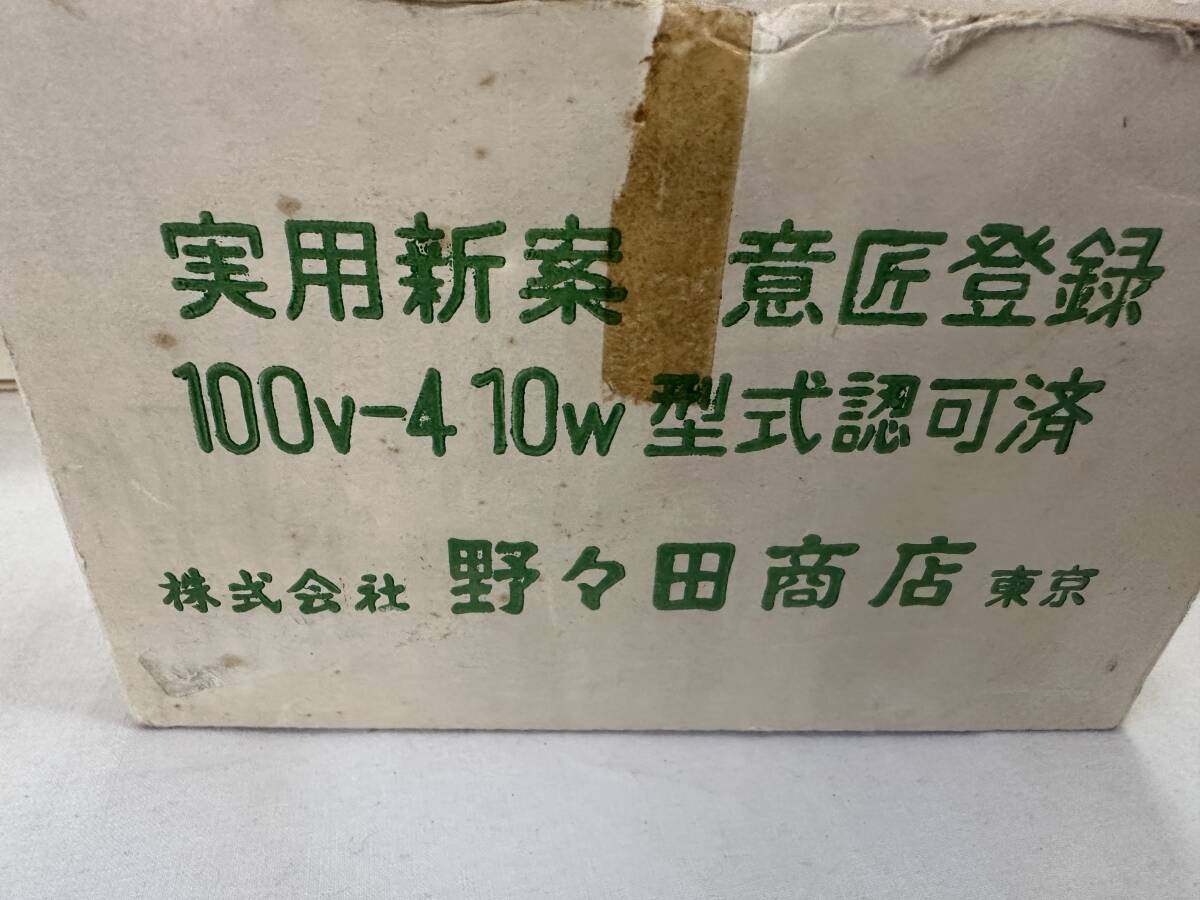 実用新案 意匠登録
100v-410w 型式認可済
株式会社 野々田商店 東京